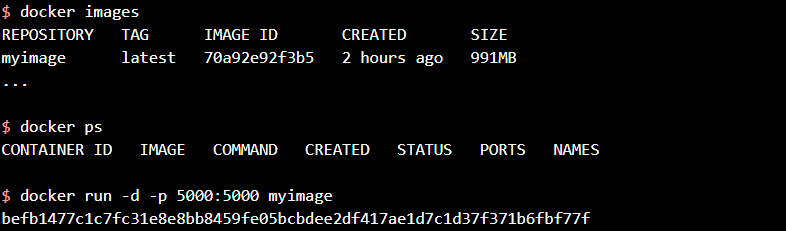 $ docker images
REPOSITORY   TAG      IMAGE ID       CREATED       SIZE
myimage      latest   70a92e92f3b5   2 hours ago   991MB
...
$ docker ps
CONTAINER ID   IMAGE   COMMAND   CREATED   STATUS   PORTS   NAMES
$ docker run -d -p 5000:5000 myimage
befb1477c1c7fc31e8e8bb8459fe05bcbdee2df417ae1d7c1d37f371b6fbf77f